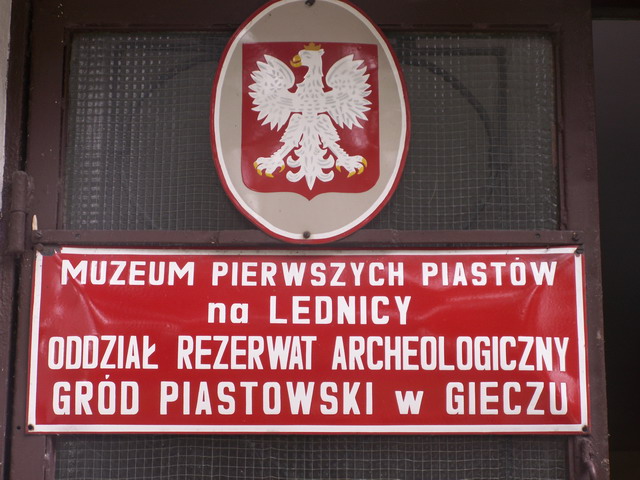 MUZEUM PIERWSZYCH PIASTÓW
na LEDNICY
ODDZIAŁ REZERWAT ARCHEOLOGICZNY
GRÓD PIASTOWSKI w GIECZU